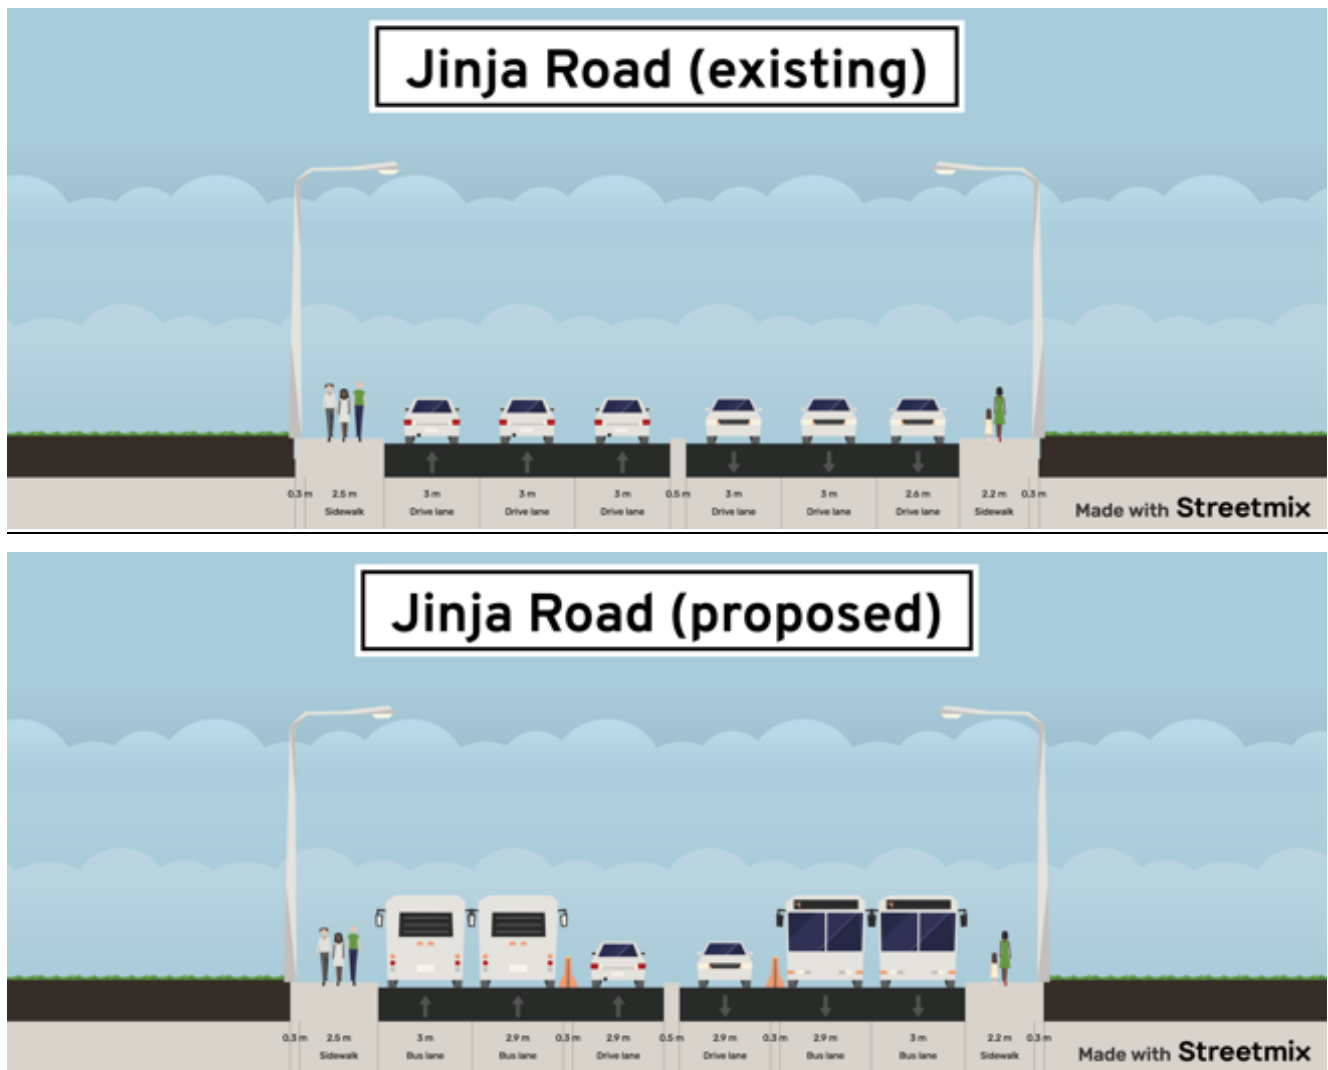 Jinja Road (existing)
0.3 m 2.5 m 3 m 3 m 3 m 0.5 m 3 m 3 m 2.6 m 2.2 m 0.3 m
Sidewalk Drive lane Drive lane Drive lane Drive lane Drive lane Drive lane Sidewalk
Made with Streetmix
Jinja Road (proposed)
0.3 m 2.5 m 3 m 2.9 m 0.3 m 2.9 m 0.5 m 2.9 m 0.3 m 2.9 m 3 m 2.2 m 0.3 m
Sidewalk Bus lane Bus lane Drive lane Drive lane Bus lane Bus lane Sidewalk
Made with Streetmix